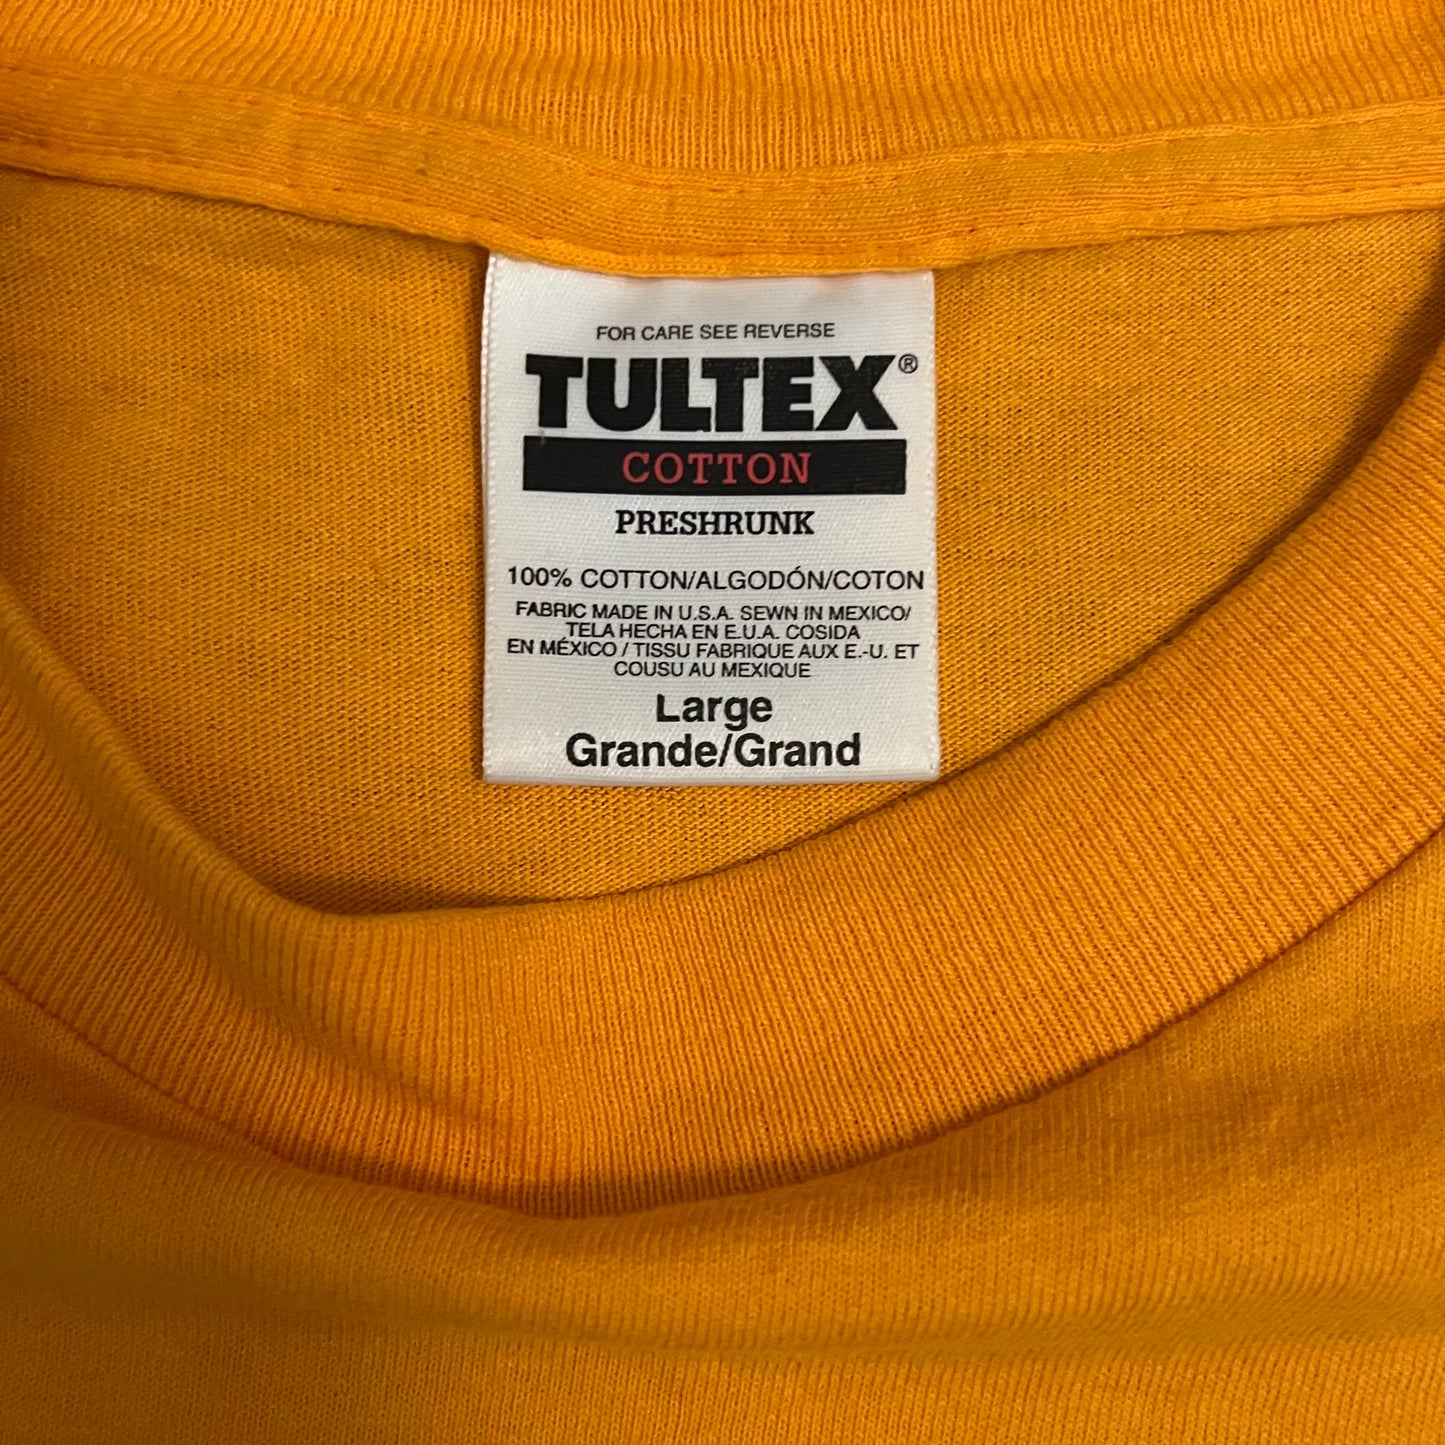 FOR CARE SEE REVERSE
TULTEX®
COTTON
PRESHRUNK
100% COTTON/ALGODÓN/COTON
FABRIC MADE IN U.S.A. SEWN IN MEXICO/
TELA HECHA EN E.U.A. COSIDA
EN MÉXICO / TISSU FABRIQUE AUX E.-U. ET
COUSU AU MEXIQUE
Large
Grande/Grand